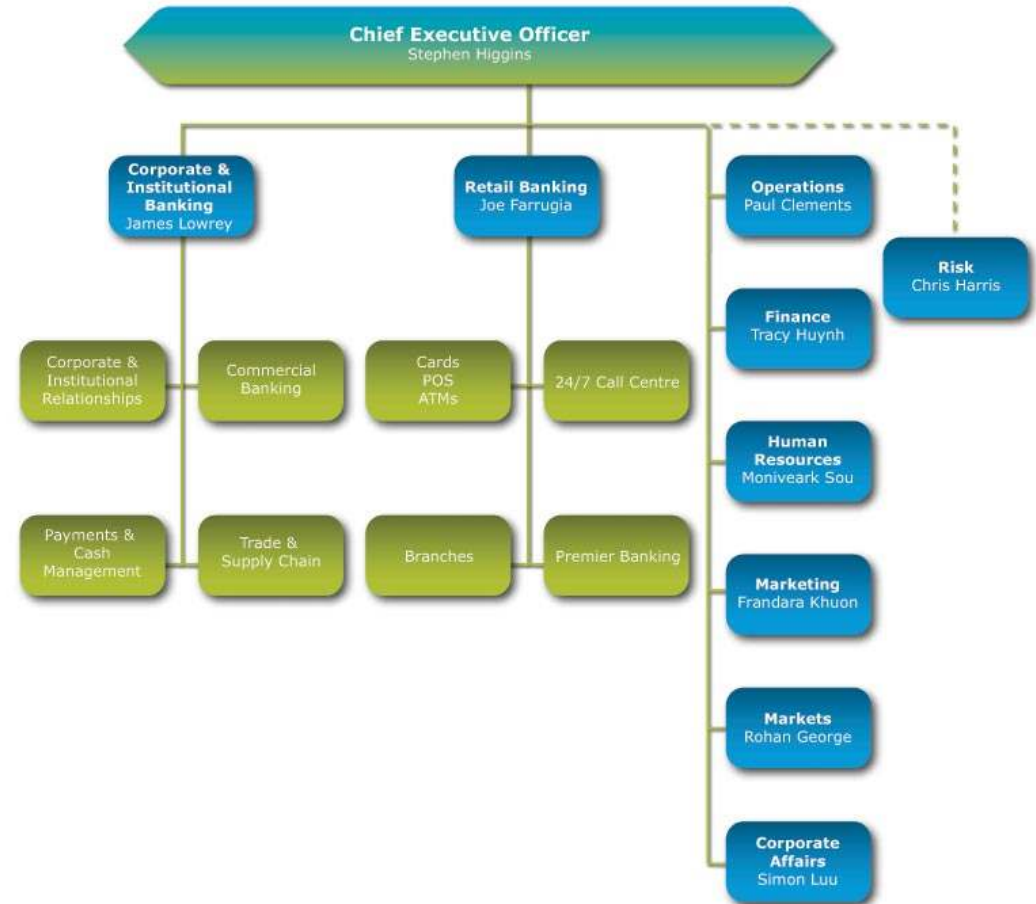 Chief Executive Officer
Stephen Higgins
Corporate &
Institutional
Banking
James Lowrey
Retail Banking
Joe Farrugia
Operations
Paul Clements
Risk
Chris Harris
Finance
Tracy Huynh
Corporate &
Institutional
Relationships
Commercial
Banking
Cards
POS
ATMs
24/7 Call Centre
Human
Resources
Moniveark Sou
Payments &
Cash
Management
Trade &
Supply Chain
Branches
Premier Banking
Marketing
Frandara Khuon
Markets
Rohan George
Corporate
Affairs
Simon Luu